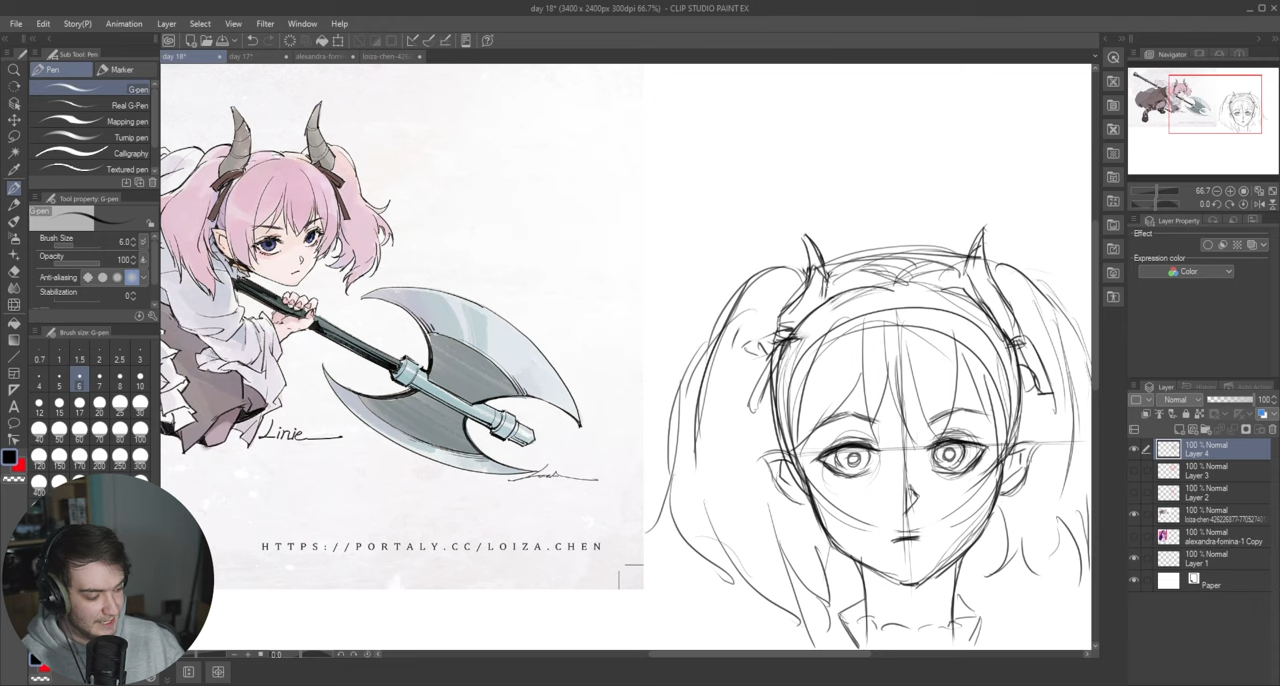 day 18* (3400 x 2400px 300dpi 66.7%) - CLIP STUDIO PAINT EX
File Edit Story(P) Animation Layer Select View Filter Window Help
Sub Tool: Pen
day 18*
day 17*
Pen
Marker
G-pen
Real G-Pen
Mapping pen
Turnip pen
Calligraphy
Textured pen
Tool property: G-pen
G-pen
Brush Size 6.0
Opacity 100
Anti-aliasing
Stabilization 0
Brush size: G-pen
0.7 1 1.5 2 2.5 3
4 5 6 7 8 10
12 15 17 20 25 30
40 50 60 70 80 100
120 150 170 200 250 300
400
Linie
HTTPS://PORTALY.CC/LOIZA.CHEN
0.0
Navigator
66.7
0.0
Layer Property
Effect
Expression color
Color
Layer
History
Auto Action
Normal 100
100 % Normal
Layer 4
100 % Normal
Layer 3
100 % Normal
Layer 2
100 % Normal
100 % Normal
alexandra-fomina-1 Copy
100 % Normal
Layer 1
Paper